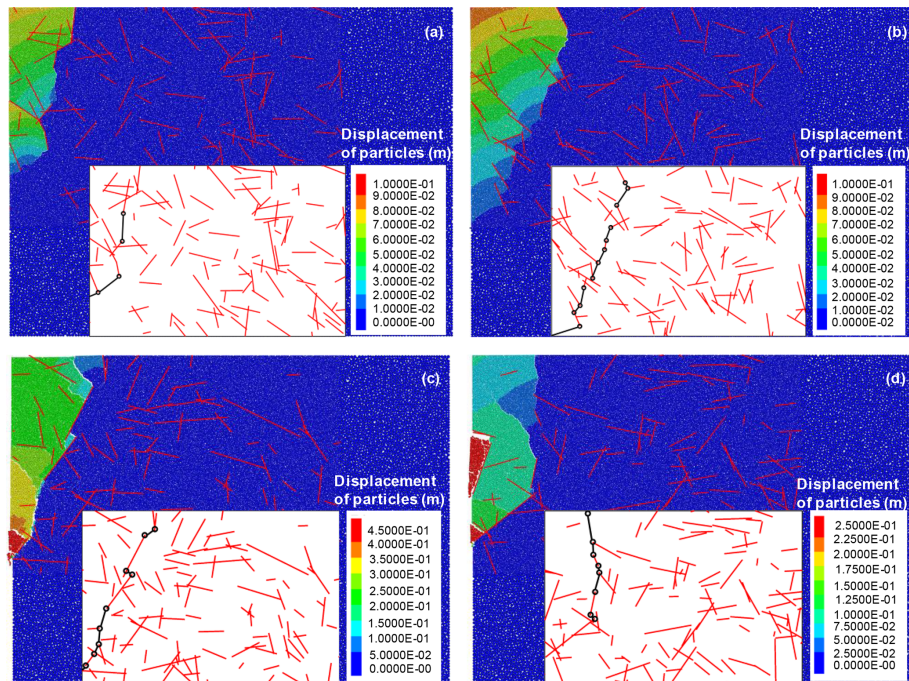 (a)
Displacement
of particles (m)
1.0000E-01
9.0000E-02
8.0000E-02
7.0000E-02
6.0000E-02
5.0000E-02
4.0000E-02
3.0000E-02
2.0000E-02
1.0000E-02
0.0000E-00
(b)
Displacement
of particles (m)
1.0000E-01
9.0000E-02
8.0000E-02
7.0000E-02
6.0000E-02
5.0000E-02
4.0000E-02
3.0000E-02
2.0000E-02
1.0000E-02
0.0000E-02
(c)
Displacement
of particles (m)
4.5000E-01
4.0000E-01
3.5000E-01
3.0000E-01
2.5000E-01
2.0000E-01
1.5000E-01
1.0000E-01
5.0000E-02
0.0000E-00
(d)
Displacement
of particles (m)
2.5000E-01
2.2500E-01
2.0000E-01
1.7500E-01
1.5000E-01
1.2500E-01
1.0000E-01
7.5000E-02
5.0000E-02
2.5000E-02
0.0000E-00